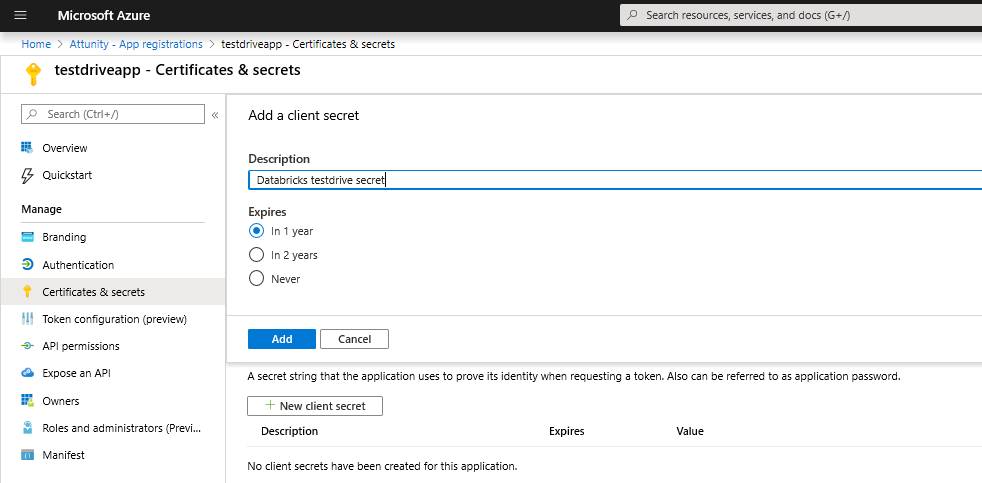 Microsoft Azure
Search resources, services, and docs (G+/)
Home > Attunity - App registrations > testdriveapp - Certificates & secrets
testdriveapp - Certificates & secrets
Search (Ctrl+/)
«
Overview
Quickstart
Manage
Branding
Authentication
Certificates & secrets
Token configuration (preview)
API permissions
Expose an API
Owners
Roles and administrators (Previ...
Manifest
Add a client secret
Description
Databricks testdrive secret
Expires
In 1 year
In 2 years
Never
Add Cancel
A secret string that the application uses to prove its identity when requesting a token. Also can be referred to as application password.
+ New client secret
Description Expires Value
No client secrets have been created for this application.